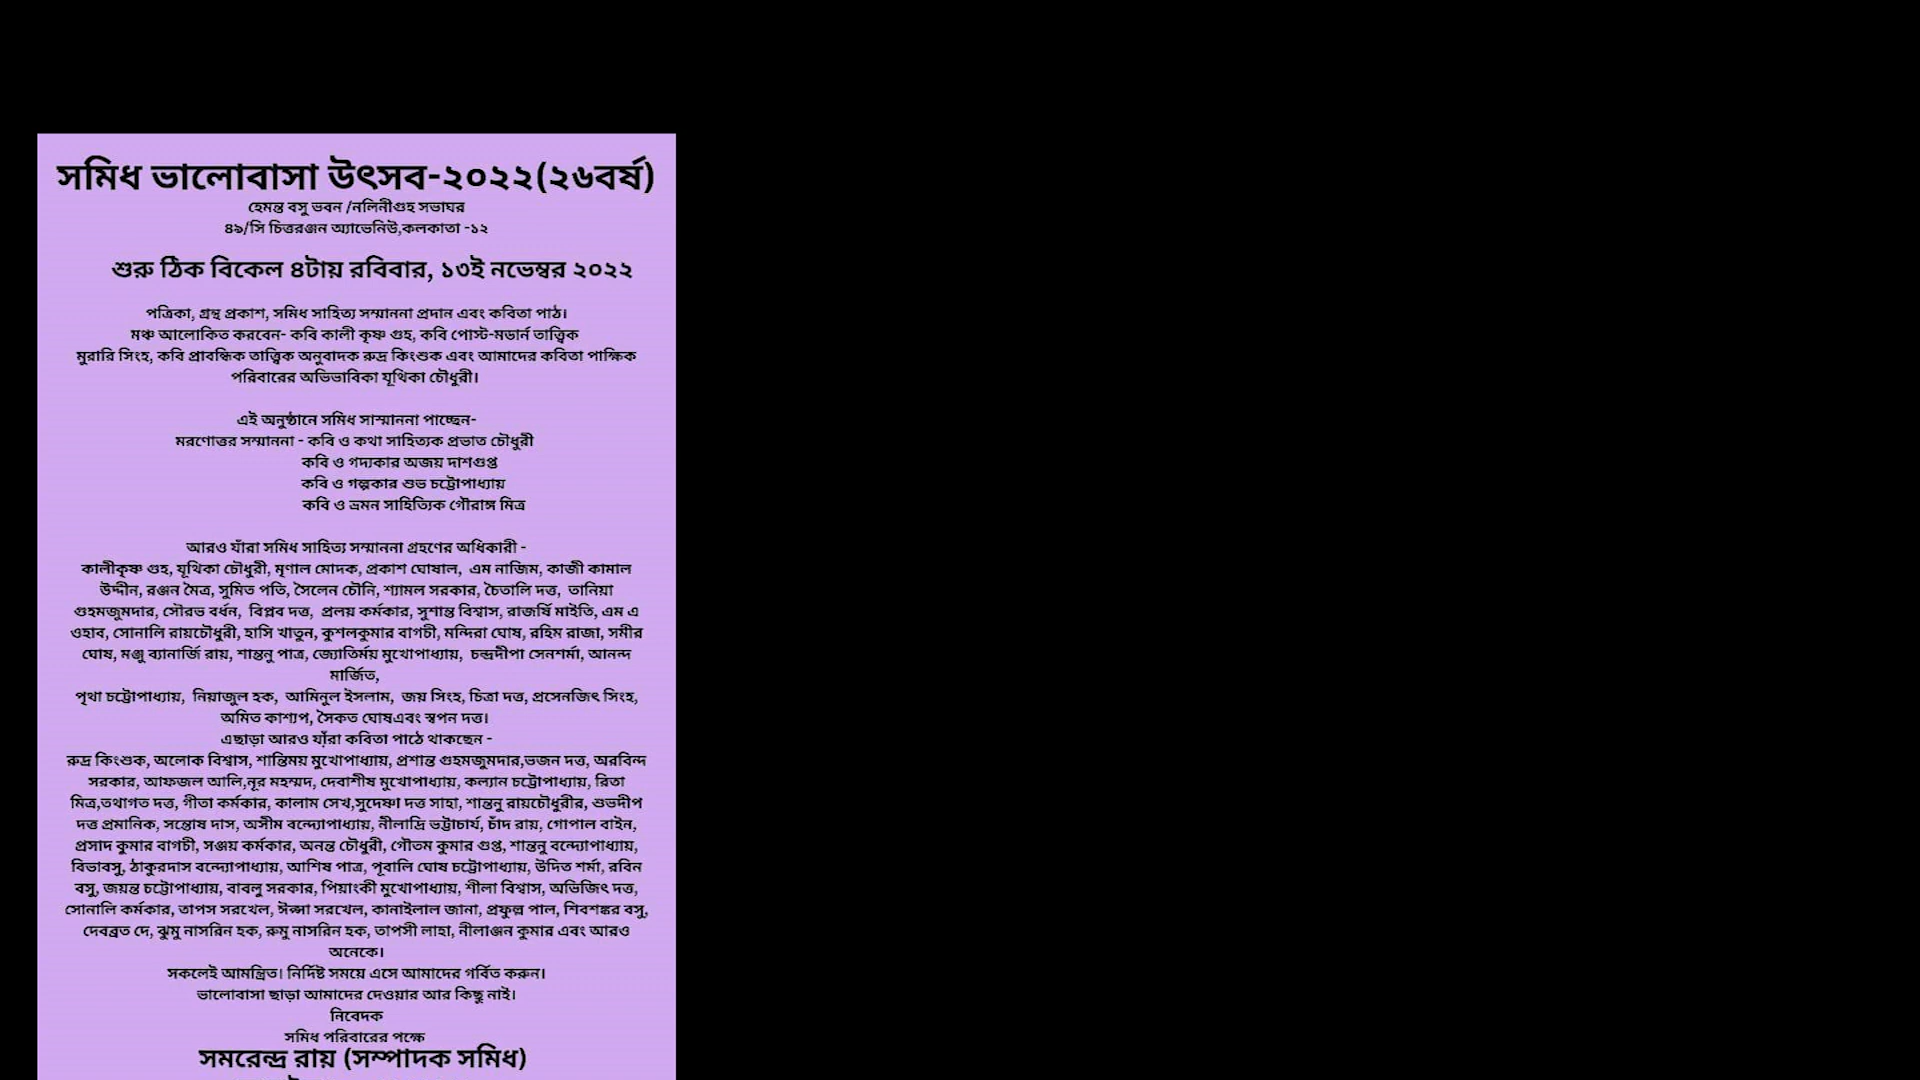 সমিধ ভালোবাসা উৎসব-২০২২(২৬বর্ষ)
হেমন্ত বসু ভবন /নলিনীগুহ সভাঘর
৪৯/সি চিত্তরঞ্জন অ্যাভেনিউ,কলকাতা -১২
শুরু ঠিক বিকেল ৪টায় রবিবার, ১৩ই নভেম্বর ২০২২
পত্রিকা, গ্রন্থ প্রকাশ, সমিধ সাহিত্য সম্মাননা প্রদান এবং কবিতা পাঠ।
মঞ্চ আলোকিত করবেন- কবি কালী কৃষ্ণ গুহ, কবি পোস্ট-মডার্ন তাত্ত্বিক
মুরারি সিংহ, কবি প্রাবন্ধিক তাত্ত্বিক অনুবাদক রুদ্র কিংশুক এবং আমাদের কবিতা পাক্ষিক
পরিবারের অভিভাবিকা যূথিকা চৌধুরী।
এই অনুষ্ঠানে সমিধ সাস্মাননা পাচ্ছেন-
মরণোত্তর সম্মাননা - কবি ও কথা সাহিত্যক প্রভাত চৌধুরী
কবি ও গদ্যকার অজয় দাশগুপ্ত
কবি ও গল্পকার শুভ চট্টোপাধ্যায়
কবি ও ভ্রমন সাহিত্যিক গৌরাঙ্গ মিত্র
আরও যাঁরা সমিধ সাহিত্য সম্মাননা গ্রহণের অধিকারী -
কালীকৃষ্ণ গুহ, যূথিকা চৌধুরী, মৃণাল মোদক, প্রকাশ ঘোষাল, এম নাজিম, কাজী কামাল
উদ্দীন, রঞ্জন মৈত্র, সুমিত পতি, সৈলেন চৌনি, শ্যামল সরকার, চৈতালি দত্ত, তানিয়া
গুহমজুমদার, সৌরভ বর্ধন, বিপ্লব দত্ত, প্রলয় কর্মকার, সুশান্ত বিশ্বাস, রাজর্ষি মাইতি, এম এ
ওহাব, সোনালি রায়চৌধুরী, হাসি খাতুন, কুশলকুমার বাগচী, মন্দিরা ঘোষ, রহিম রাজা, সমীর
ঘোষ, মঞ্জু ব্যানার্জি রায়, শান্তনু পাত্র, জ্যোতির্ময় মুখোপাধ্যায়, চন্দ্রদীপা সেনশর্মা, আনন্দ
মার্জিত,
পৃথা চট্টোপাধ্যায়, নিয়াজুল হক, আমিনুল ইসলাম, জয় সিংহ, চিত্রা দত্ত, প্রসেনজিৎ সিংহ,
অমিত কাশ্যপ, সৈকত ঘোষএবং স্বপন দত্ত।
এছাড়া আরও যাঁরা কবিতা পাঠে থাকছেন -
রুদ্র কিংশুক, অলোক বিশ্বাস, শান্তিময় মুখোপাধ্যায়, প্রশান্ত গুহমজুমদার,ভজন দত্ত, অরবিন্দ
সরকার, আফজল আলি,নূর মহম্মদ, দেবাশীষ মুখোপাধ্যায়, কল্যান চট্টোপাধ্যায়, রিতা
মিত্র,তথাগত দত্ত, গীতা কর্মকার, কালাম সেখ,সুদেষ্ণা দত্ত সাহা, শান্তনু রায়চৌধুরীর, শুভদীপ
দত্ত প্রমানিক, সন্তোষ দাস, অসীম বন্দ্যোপাধ্যায়, নীলাদ্রি ভট্টাচার্য, চাঁদ রায়, গোপাল বাইন,
প্রসাদ কুমার বাগচী, সঞ্জয় কর্মকার, অনন্ত চৌধুরী, গৌতম কুমার গুপ্ত, শান্তনু বন্দ্যোপাধ্যায়,
বিভাবসু, ঠাকুরদাস বন্দ্যোপাধ্যায়, আশিষ পাত্র, পূবালি ঘোষ চট্টোপাধ্যায়, উদিত শর্মা, রবিন
বসু, জয়ন্ত চট্টোপাধ্যায়, বাবলু সরকার, পিয়াংকী মুখোপাধ্যায়, শীলা বিশ্বাস, অভিজিৎ দত্ত,
সোনালি কর্মকার, তাপস সরখেল, ঈপ্সা সরখেল, কানাইলাল জানা, প্রফুল্ল পাল, শিবশঙ্কর বসু,
দেবব্রত দে, ঝুমু নাসরিন হক, রুমু নাসরিন হক, তাপসী লাহা, নীলাঞ্জন কুমার এবং আরও
অনেকে।
সকলেই আমন্ত্রিত। নির্দিষ্ট সময়ে এসে আমাদের গর্বিত করুন।
ভালোবাসা ছাড়া আমাদের দেওয়ার আর কিছু নাই।
নিবেদক
সমিধ পরিবারের পক্ষে
সমরেন্দ্র রায় (সম্পাদক সমিধ)